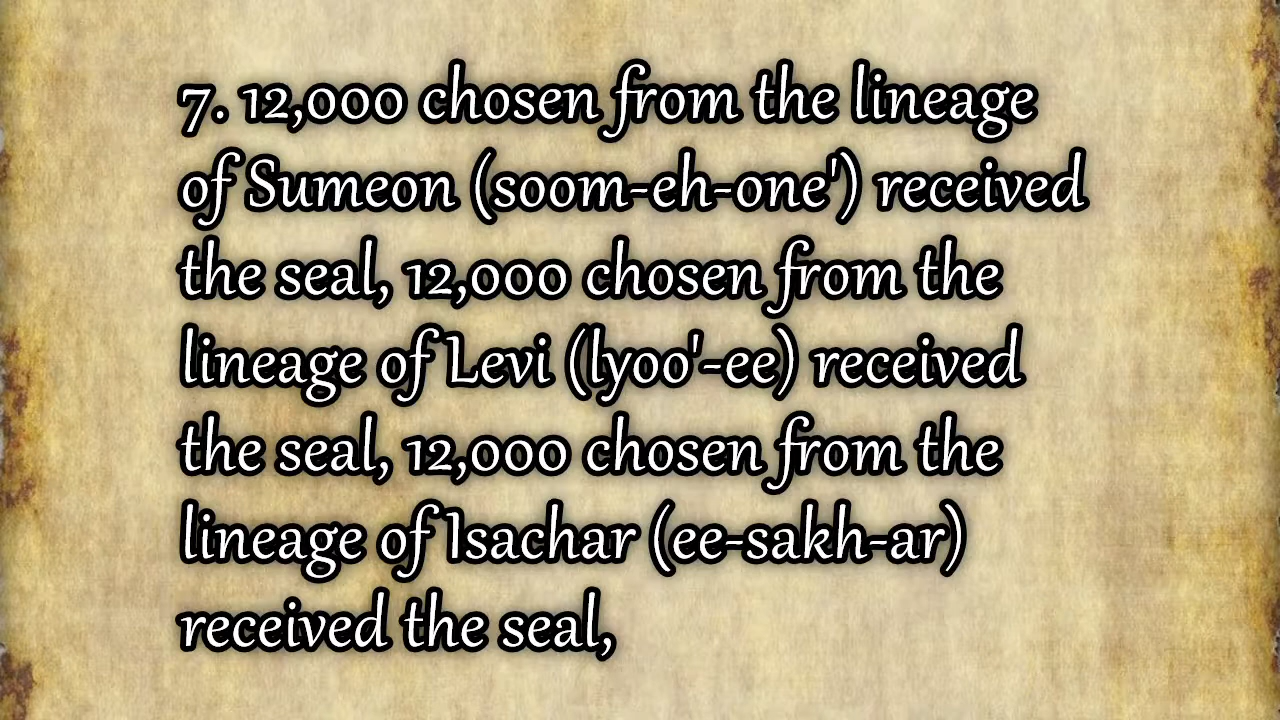 7. 12,000 chosen from the lineage
of Sumeon (soom-eh-one') received
the seal, 12,000 chosen from the
lineage of Levi (lyoo'-ee) received
the seal, 12,000 chosen from the
lineage of Isachar (ee-sakh-ar)
received the seal,